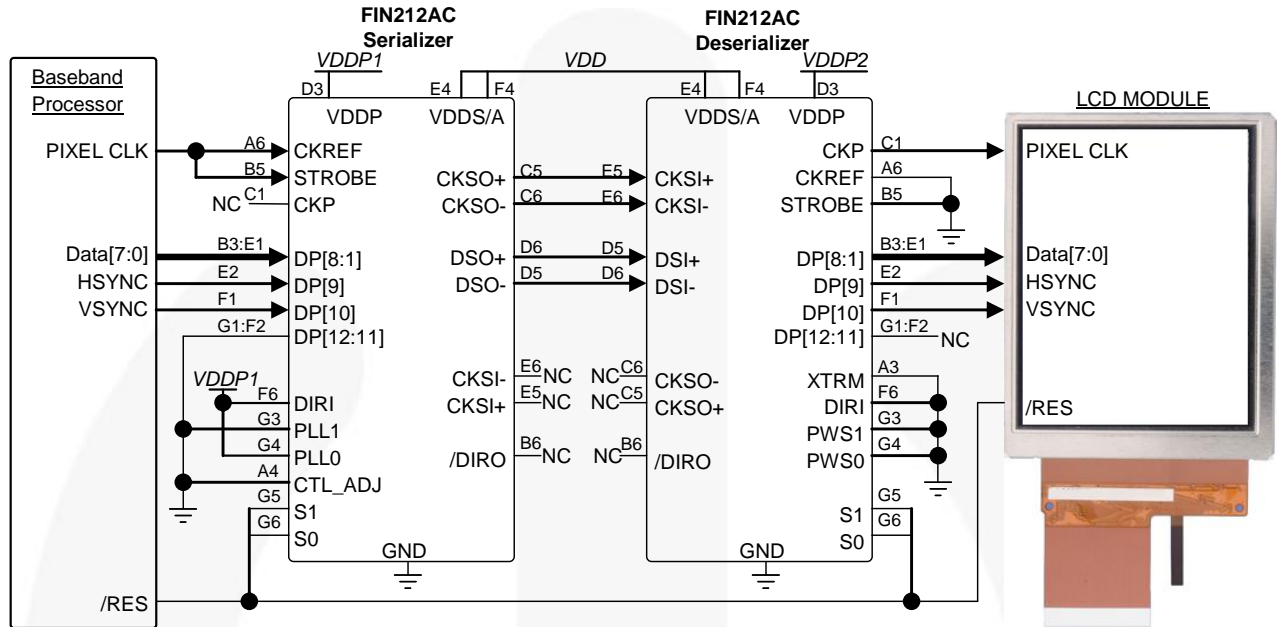 FIN212AC
Serializer
FIN212AC
Deserializer
VDDP1
VDD
VDDP2
D3
E4
F4
E4
F4
D3
Baseband
Processor
PIXEL CLK
Data[7:0]
HSYNC
VSYNC
/RES
VDDP
VDDS/A
A6
CKREF
B5
STROBE
NC
C1
CKP
B3:E1
DP[8:1]
E2
DP[9]
F1
DP[10]
G1:F2
DP[12:11]
VDDP1
F6
DIRI
G3
PLL1
G4
PLL0
A4
CTL_ADJ
G5
S1
G6
S0
GND
CKSO+
C5
CKSO-
C6
DSO+
D6
DSO-
D5
CKSI-
E6
NC
CKSI+
E5
NC
/DIRO
B6
NC
VDDS/A
VDDP
E5
CKSI+
E6
CKSI-
D5
DSI+
D6
DSI-
NC
C6
CKSO-
NC
C5
CKSO+
NC
B6
/DIRO
GND
CKP
C1
CKREF
A6
STROBE
B5
DP[8:1]
B3:E1
DP[9]
E2
DP[10]
F1
DP[12:11]
G1:F2
NC
XTRM
A3
DIRI
F6
PWS1
G3
PWS0
G4
S1
G5
S0
G6
LCD MODULE
PIXEL CLK
Data[7:0]
HSYNC
VSYNC
/RES